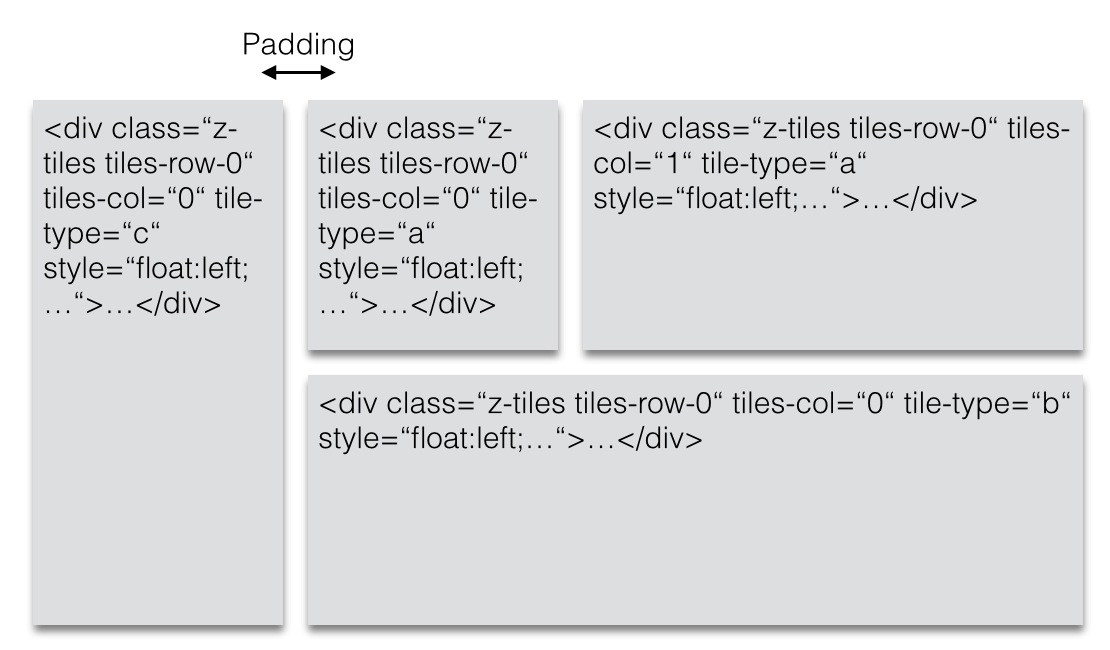 Padding
<div class=“z-
tiles tiles-row-0“
tiles-col=“0“ tile-
type=“c“
style=“float:left;
…“>…</div>
<div class=“z-
tiles tiles-row-0“
tiles-col=“0“ tile-
type=“a“
style=“float:left;
…“>…</div>
<div class=“z-tiles tiles-row-0“ tiles-
col=“1“ tile-type=“a“
style=“float:left;…“>…</div>
<div class=“z-tiles tiles-row-0“ tiles-col=“0“ tile-type=“b“
style=“float:left;…“>…</div>